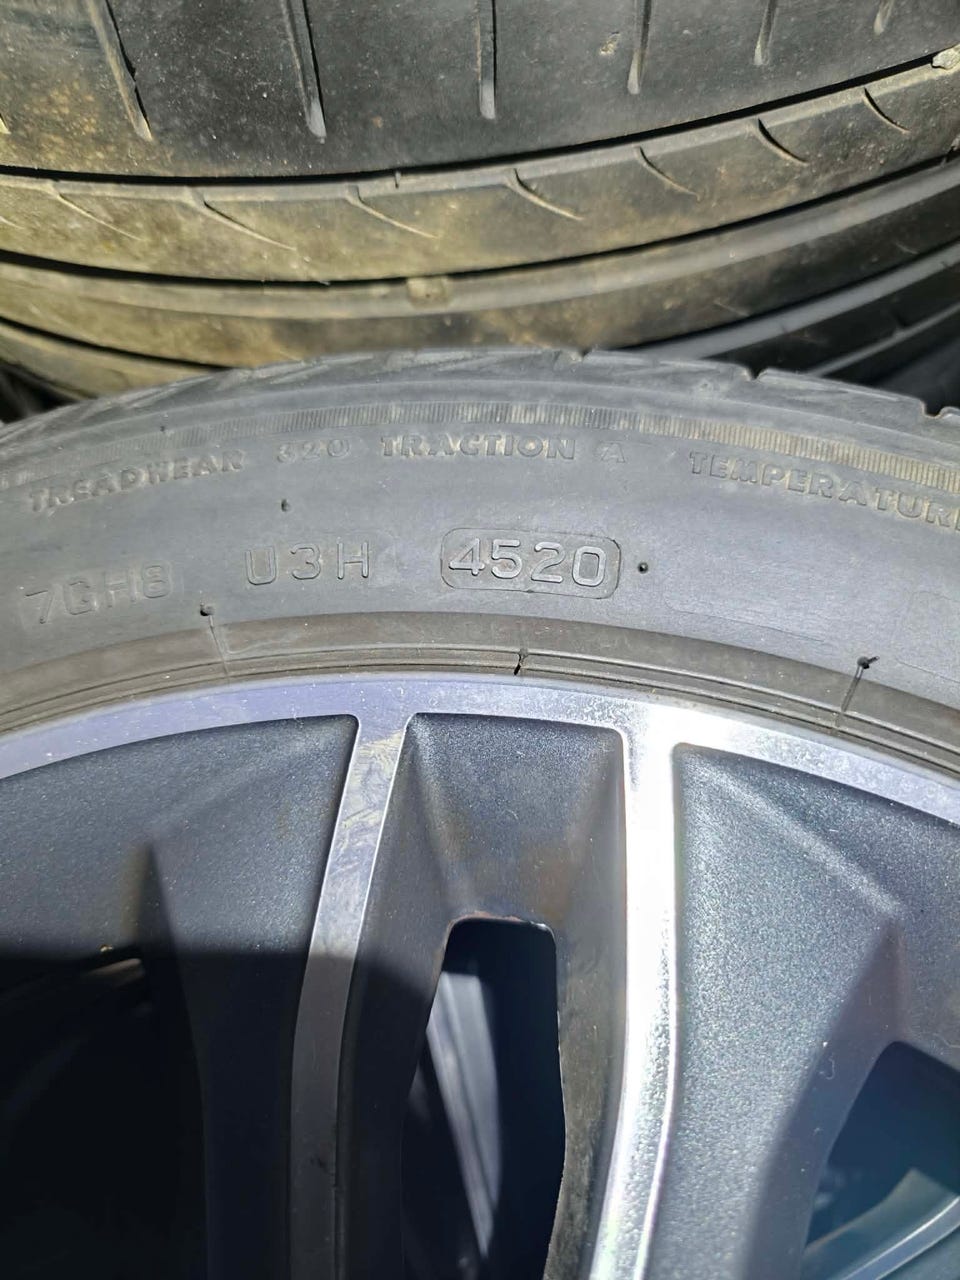 TREADWEAR 320 TRACTION A TEMPERATURE
7GH8 U3H 4520